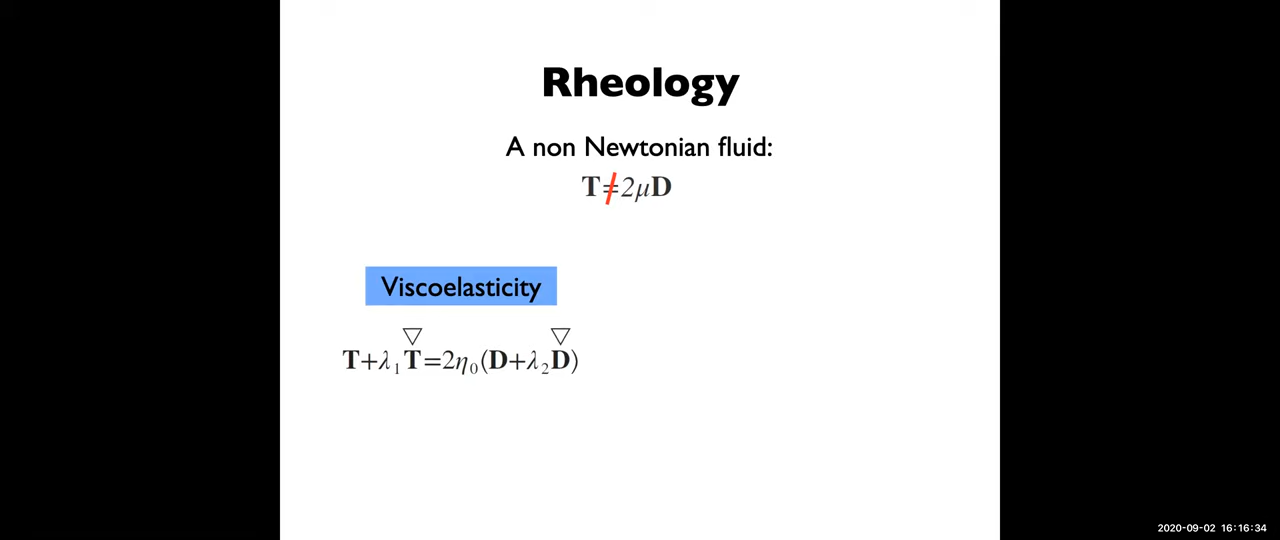 Rheology
A non Newtonian fluid:
T≠2μD
Viscoelasticity
▽ ▽
T+λ₁T=2η₀(D+λ₂D)
2020-09-02 16:16:34